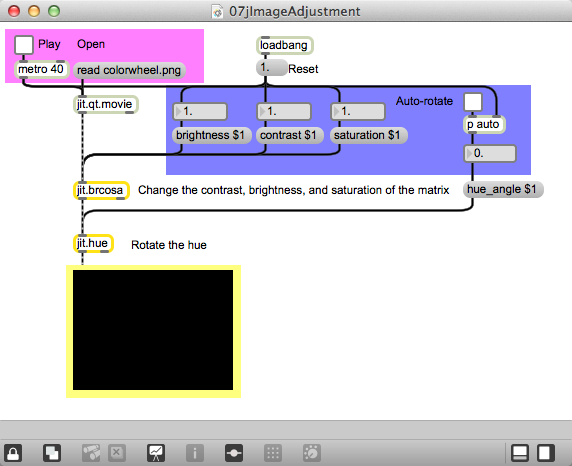 07jImageAdjustment
Play Open
loadbang
metro 40
read colorwheel.png
1.
Reset
jit.qt.movie
Auto-rotate
1.
1.
1.
p auto
brightness $1
contrast $1
saturation $1
0.
jit.brcosa
Change the contrast, brightness, and saturation of the matrix
hue_angle $1
jit.hue
Rotate the hue